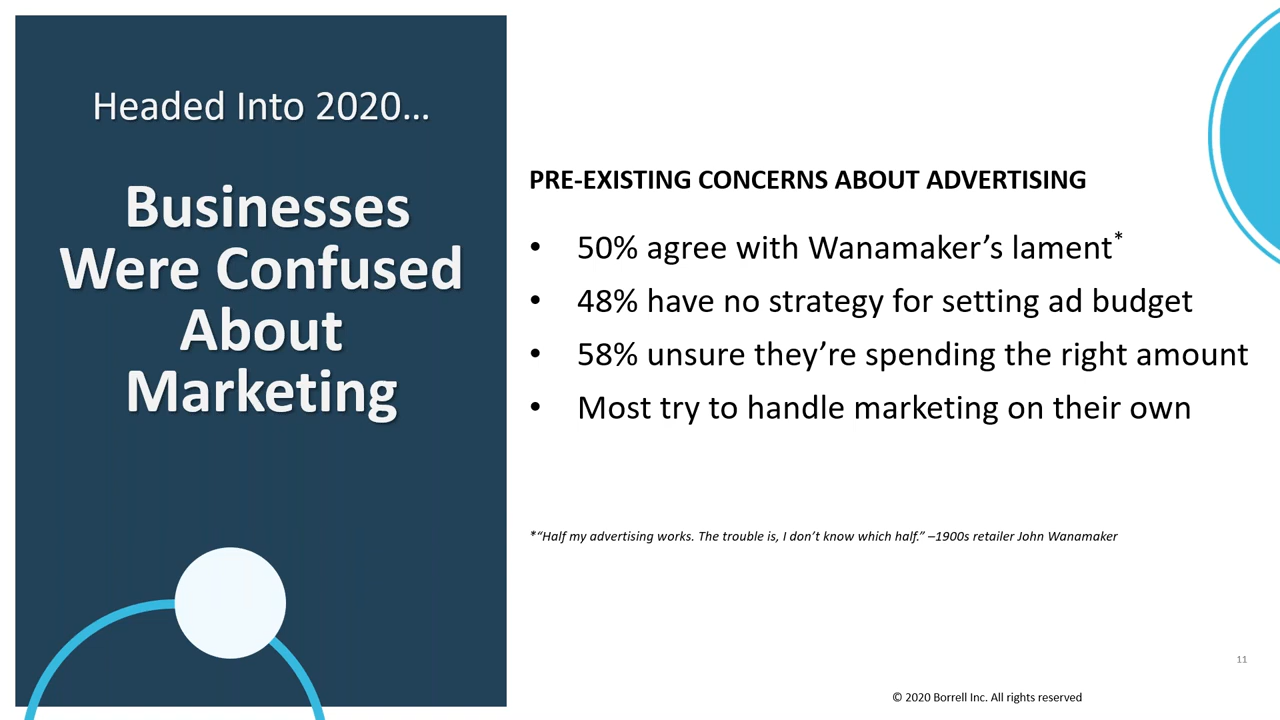 Headed Into 2020…
Businesses
Were Confused
About
Marketing
PRE-EXISTING CONCERNS ABOUT ADVERTISING
• 50% agree with Wanamaker’s lament*
• 48% have no strategy for setting ad budget
• 58% unsure they’re spending the right amount
• Most try to handle marketing on their own
*“Half my advertising works. The trouble is, I don’t know which half.” –1900s retailer John Wanamaker
11
© 2020 Borrell Inc. All rights reserved